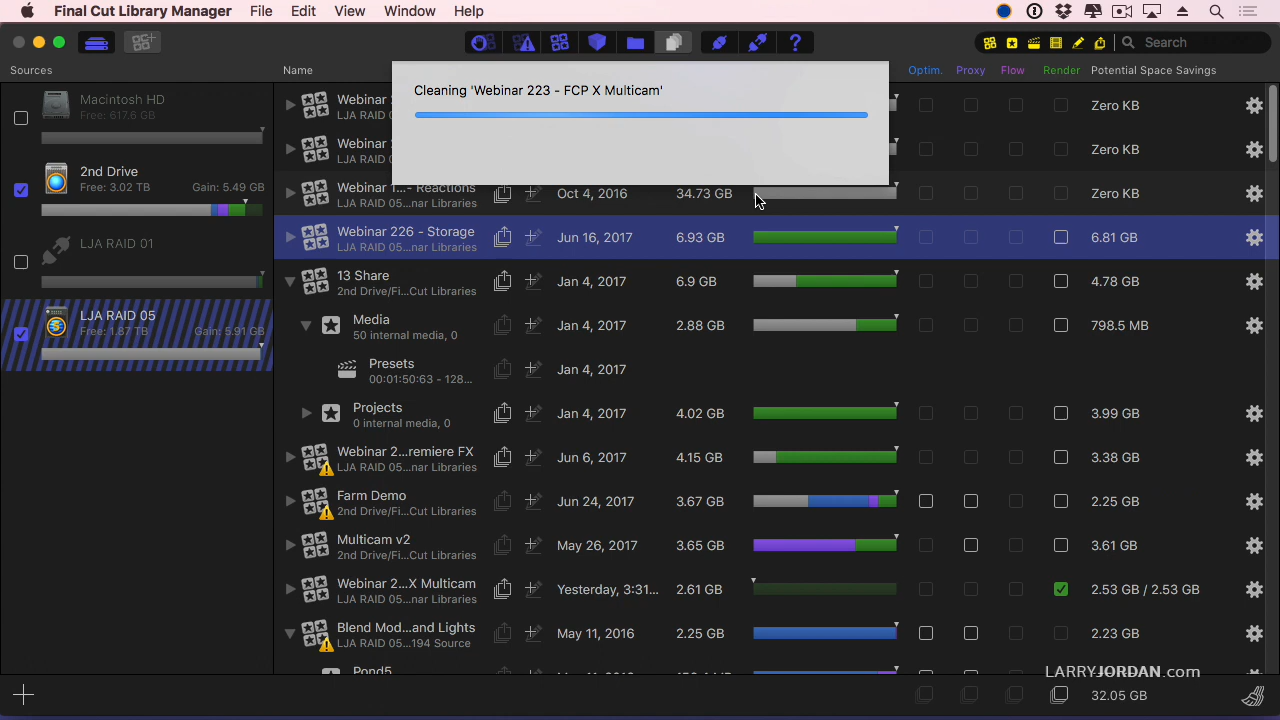 Final Cut Library Manager File Edit View Window Help
Search
Sources Name Optim. Proxy Flow Render Potential Space Savings
Cleaning 'Webinar 223 - FCP X Multicam'
Macintosh HD
Free: 617.6 GB
2nd Drive
Free: 3.02 TB Gain: 5.49 GB
LJA RAID 01
LJA RAID 05
Free: 1.87 TB Gain: 5.91 GB
Webinar
LJA RAID 05
Zero KB
Webinar
LJA RAID 05
Zero KB
Webinar 1...- Reactions
LJA RAID 05...nar Libraries
Oct 4, 2016 34.73 GB Zero KB
Webinar 226 - Storage
LJA RAID 05...nar Libraries
Jun 16, 2017 6.93 GB 6.81 GB
13 Share
2nd Drive/Fi...Cut Libraries
Jan 4, 2017 6.9 GB 4.78 GB
Media
50 internal media, 0
Jan 4, 2017 2.88 GB 798.5 MB
Presets
00:01:50:63 - 128...
Jan 4, 2017
Projects
0 internal media, 0
Jan 4, 2017 4.02 GB 3.99 GB
Webinar 2...remiere FX
LJA RAID 05...nar Libraries
Jun 6, 2017 4.15 GB 3.38 GB
Farm Demo
2nd Drive/Fi...Cut Libraries
Jun 24, 2017 3.67 GB 2.25 GB
Multicam v2
2nd Drive/Fi...Cut Libraries
May 26, 2017 3.65 GB 3.61 GB
Webinar 2...X Multicam
LJA RAID 05...nar Libraries
Yesterday, 3:31... 2.61 GB 2.53 GB / 2.53 GB
Blend Mod...and Lights
LJA RAID 05...194 Source
May 11, 2016 2.25 GB 2.23 GB
Pond5
LARRYJORDAN.com
32.05 GB